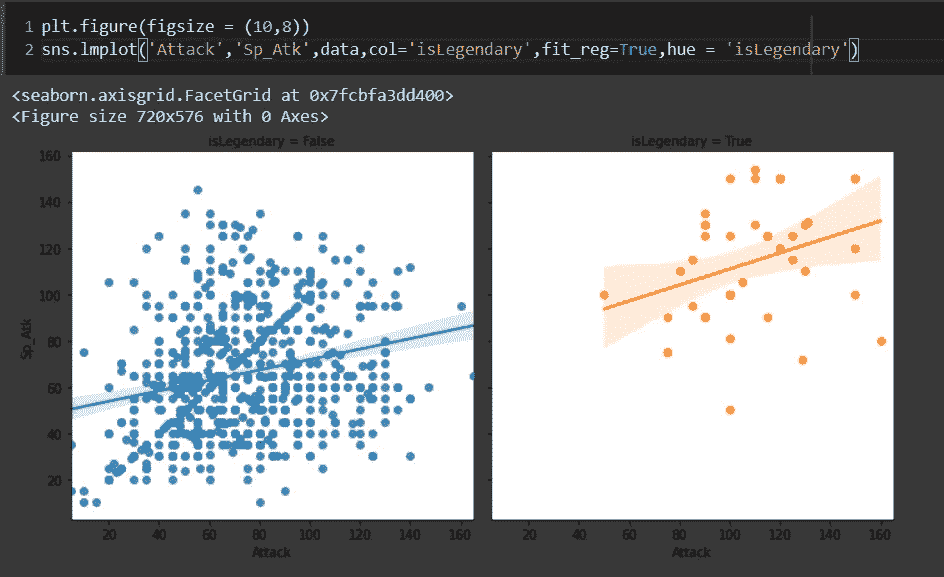 1 plt.figure(figsize = (10,8))
2 sns.lmplot('Attack','Sp_Atk',data,col='isLegendary',fit_reg=True,hue = 'isLegendary')
<seaborn.axisgrid.FacetGrid at 0x7fcbfa3dd400>
<Figure size 720x576 with 0 Axes>
isLegendary = False
isLegendary = True
160
140
120
100
80
60
40
20
Sp_Atk
20 40 60 80 100 120 140 160
20 40 60 80 100 120 140 160
Attack
Attack